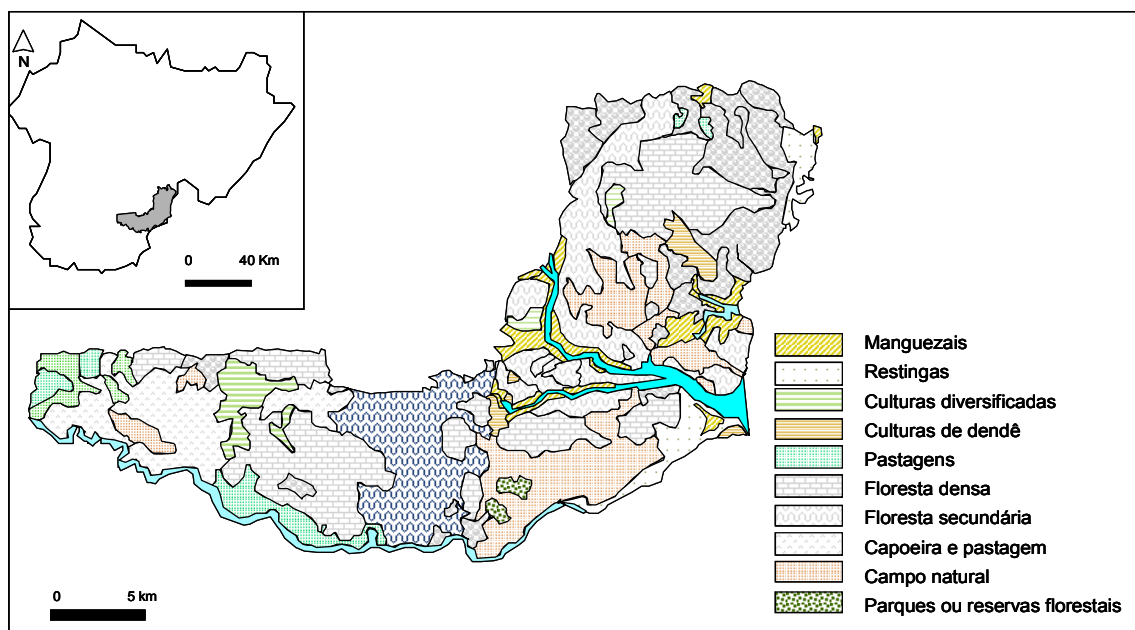 N
0 40 Km
Manguezais
Restingas
Culturas diversificadas
Culturas de dendê
Pastagens
Floresta densa
Floresta secundária
Capoeira e pastagem
Campo natural
Parques ou reservas florestais
0 5 km